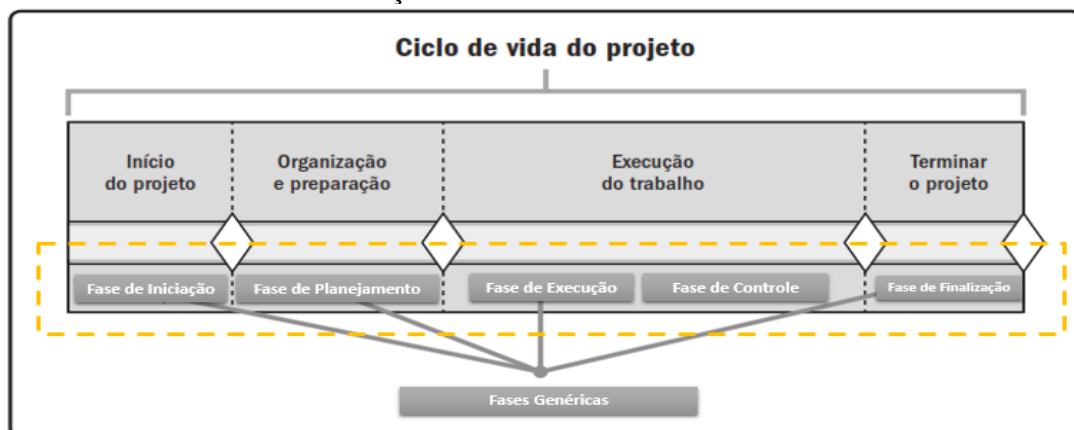 Ciclo de vida do projeto
Início
do projeto
Organização
e preparação
Execução
do trabalho
Terminar
o projeto
Fase de Iniciação
Fase de Planejamento
Fase de Execução
Fase de Controle
Fase de Finalização
Fases Genéricas